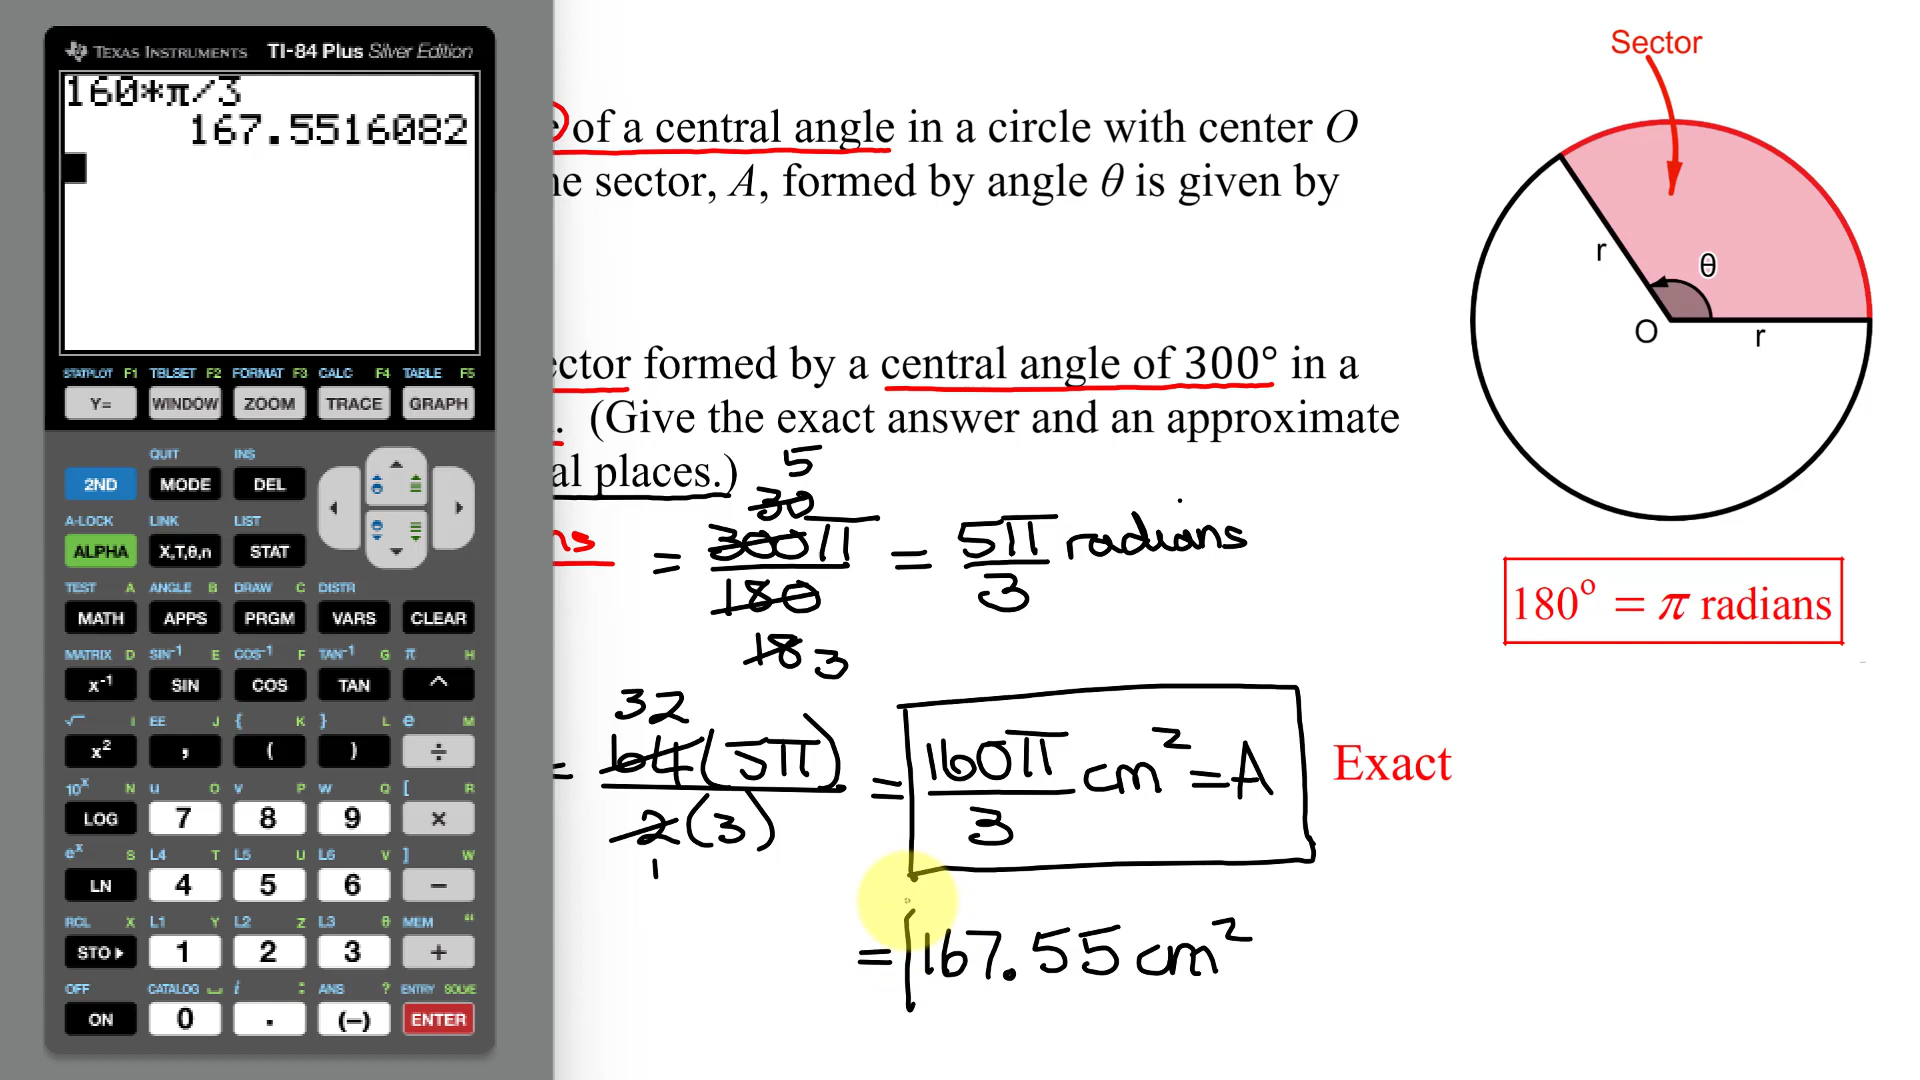 TEXAS INSTRUMENTS TI-84 Plus Silver Edition
160*π/3
167.5516082
STATPLOT F1 TBLSET F2 FORMAT F3 CALC F4 TABLE F5
Y= WINDOW ZOOM TRACE GRAPH
QUIT INS
2ND MODE DEL
A-LOCK LINK LIST
ALPHA X,T,θ,n STAT
TEST A ANGLE B DRAW C DISTR
MATH APPS PRGM VARS CLEAR
MATRIX D SIN⁻¹ E COS⁻¹ F TAN⁻¹ G π H
x⁻¹ SIN COS TAN ^
√ I EE J { K } L e M
x² , ( ) ÷
10ˣ N u O v P w Q [ R
LOG 7 8 9 ×
eˣ S L4 T L5 U L6 V ] W
LN 4 5 6 −
RCL X L1 Y L2 Z L3 θ MEM "
STO▸ 1 2 3 +
OFF CATALOG ⎵ i : ANS ? ENTRY SOLVE
ON 0 . (−) ENTER
of a central angle in a circle with center O
e sector, A, formed by angle θ is given by
ector formed by a central angle of 300° in a
. (Give the exact answer and an approximate
al places.)
5
30
ns = 300π/180 = 5π/3 radians
18 3
32
= 64(5π)/2(3) = 160π/3 cm² = A Exact
1
= 167.55 cm²
Sector
r θ
O r
180° = π radians